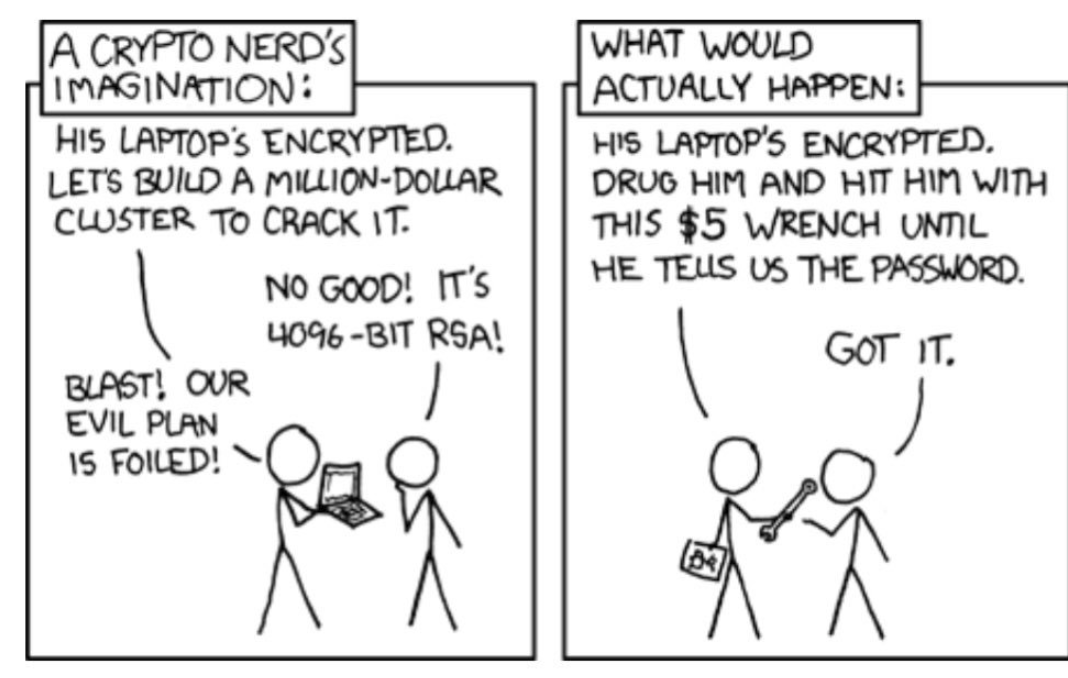 A CRYPTO NERD'S
IMAGINATION:
HIS LAPTOP'S ENCRYPTED.
LET'S BUILD A MILLION-DOLLAR
CLUSTER TO CRACK IT.
NO GOOD! IT'S
4096-BIT RSA!
BLAST! OUR
EVIL PLAN
IS FOILED!
WHAT WOULD
ACTUALLY HAPPEN:
HIS LAPTOP'S ENCRYPTED.
DRUG HIM AND HIT HIM WITH
THIS $5 WRENCH UNTIL
HE TELLS US THE PASSWORD.
GOT IT.